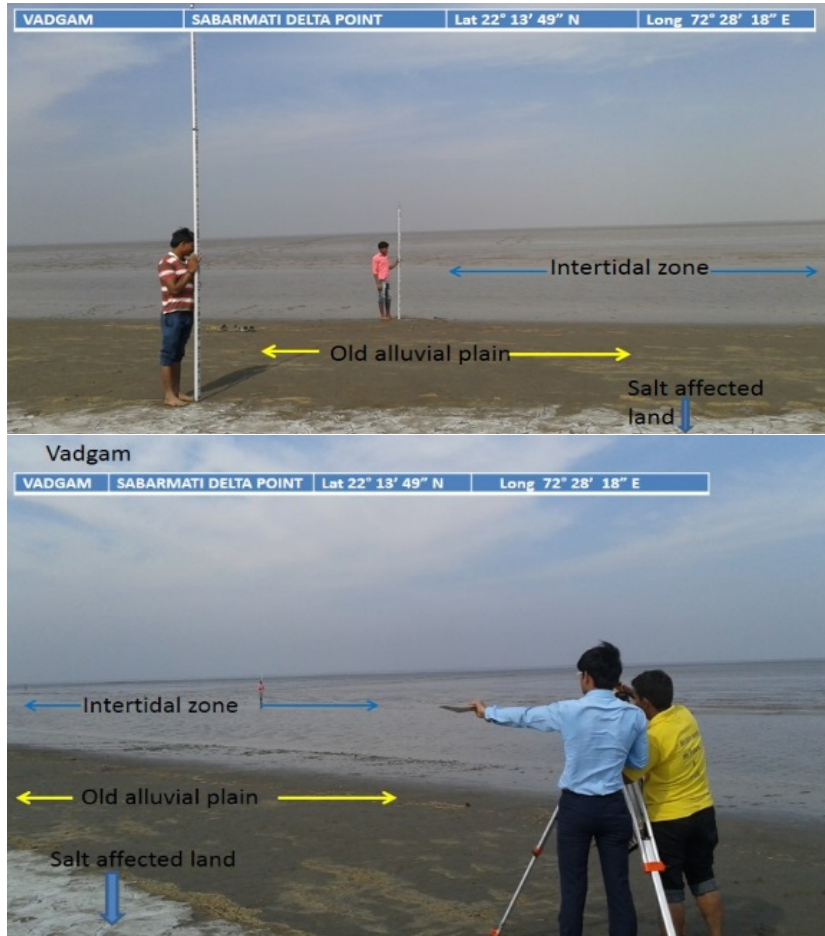 VADGAM SABARMATI DELTA POINT Lat 22° 13’ 49” N Long 72° 28’ 18” E
Intertidal zone
Old alluvial plain
Salt affected
land
Vadgam
VADGAM SABARMATI DELTA POINT Lat 22° 13’ 49” N Long 72° 28’ 18” E
Intertidal zone
Old alluvial plain
Salt affected land